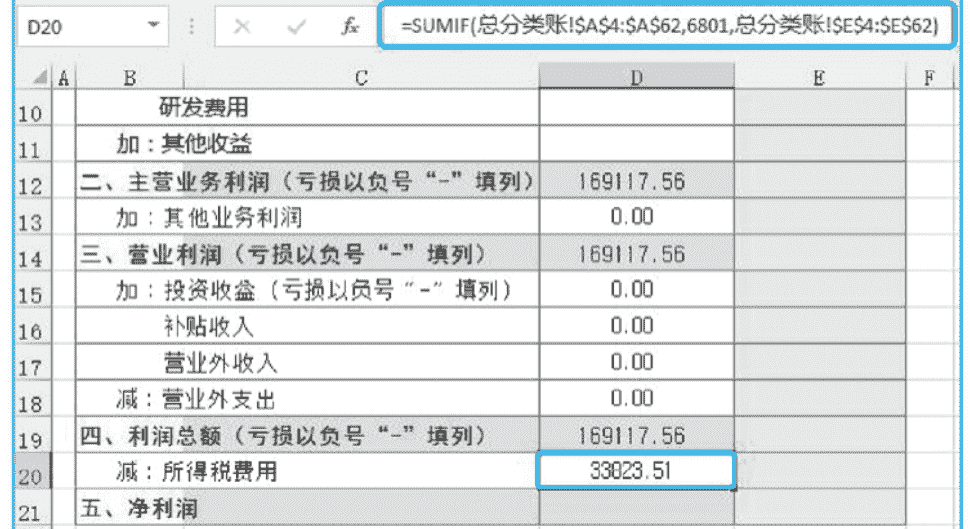 D20 fx =SUMIF(总分类账!$A$4:$A$62,6801,总分类账!$E$4:$E$62)
A B C D E F
10 研发费用
11 加：其他收益
12 二、主营业务利润（亏损以负号“-”填列） 169117.56
13 加：其他业务利润 0.00
14 三、营业利润（亏损以负号“-”填列） 169117.56
15 加：投资收益（亏损以负号“-”填列） 0.00
16 补贴收入 0.00
17 营业外收入 0.00
18 减：营业外支出 0.00
19 四、利润总额（亏损以负号“-”填列） 169117.56
20 减：所得税费用 33823.51
21 五、净利润